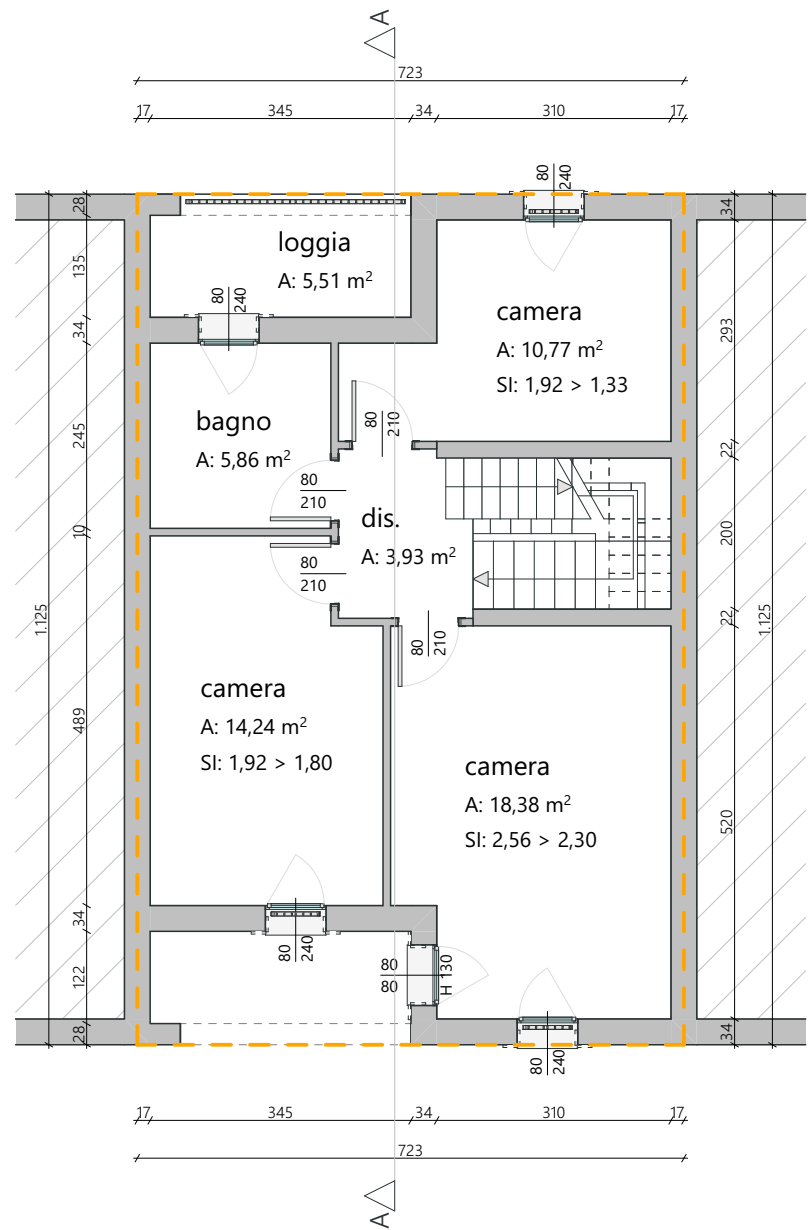 A
723
17 345 34 310 17
80
240
28
135
34
245
10
489
34
122
28
1.125
34
293
22
200
22
520
34
1.125
loggia
A: 5,51 m²
80
240
camera
A: 10,77 m²
SI: 1,92 > 1,33
80
210
bagno
A: 5,86 m²
80
210
dis.
A: 3,93 m²
80
210
80
210
camera
A: 14,24 m²
SI: 1,92 > 1,80
camera
A: 18,38 m²
SI: 2,56 > 2,30
80
240
80
80
H 130
80
240
17 345 34 310 17
723
A